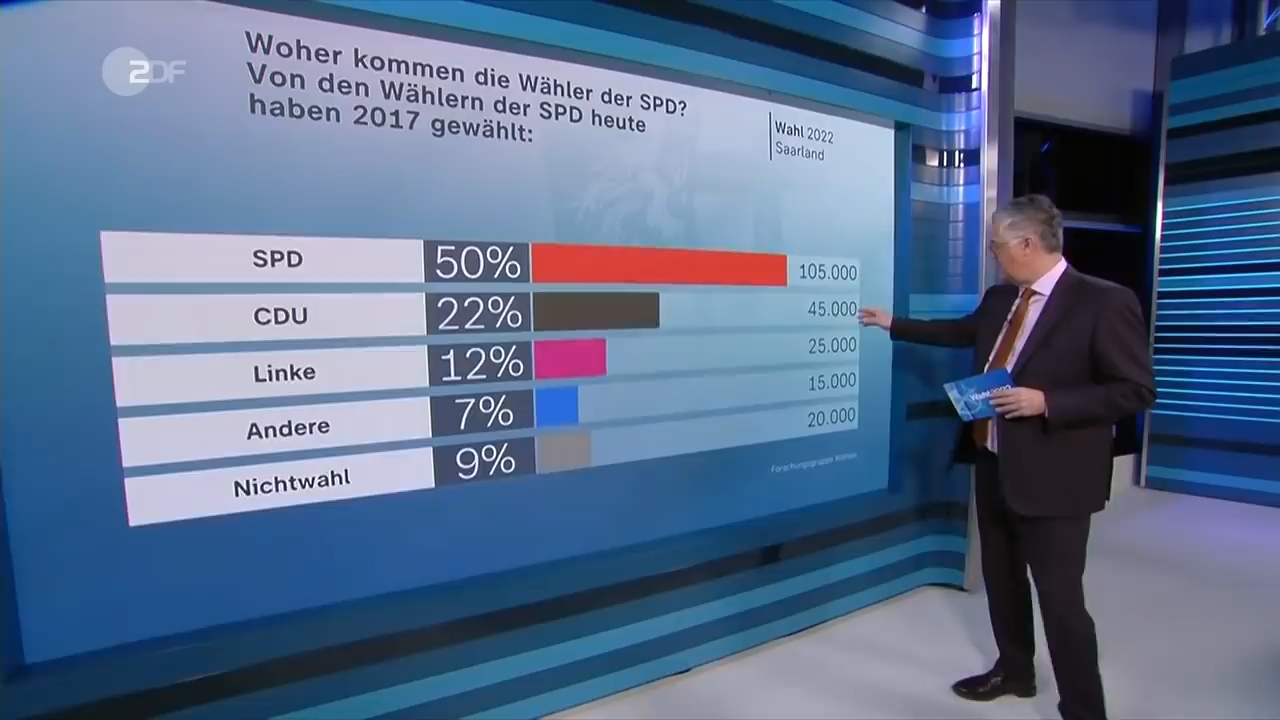 ZDF
Woher kommen die Wähler der SPD?
Von den Wählern der SPD heute
haben 2017 gewählt:
Wahl 2022
Saarland
SPD 50% 105.000
CDU 22% 45.000
Linke 12% 25.000
Andere 7% 15.000
Nichtwahl 9% 20.000
Forschungsgruppe Wahlen
Wahl 2022